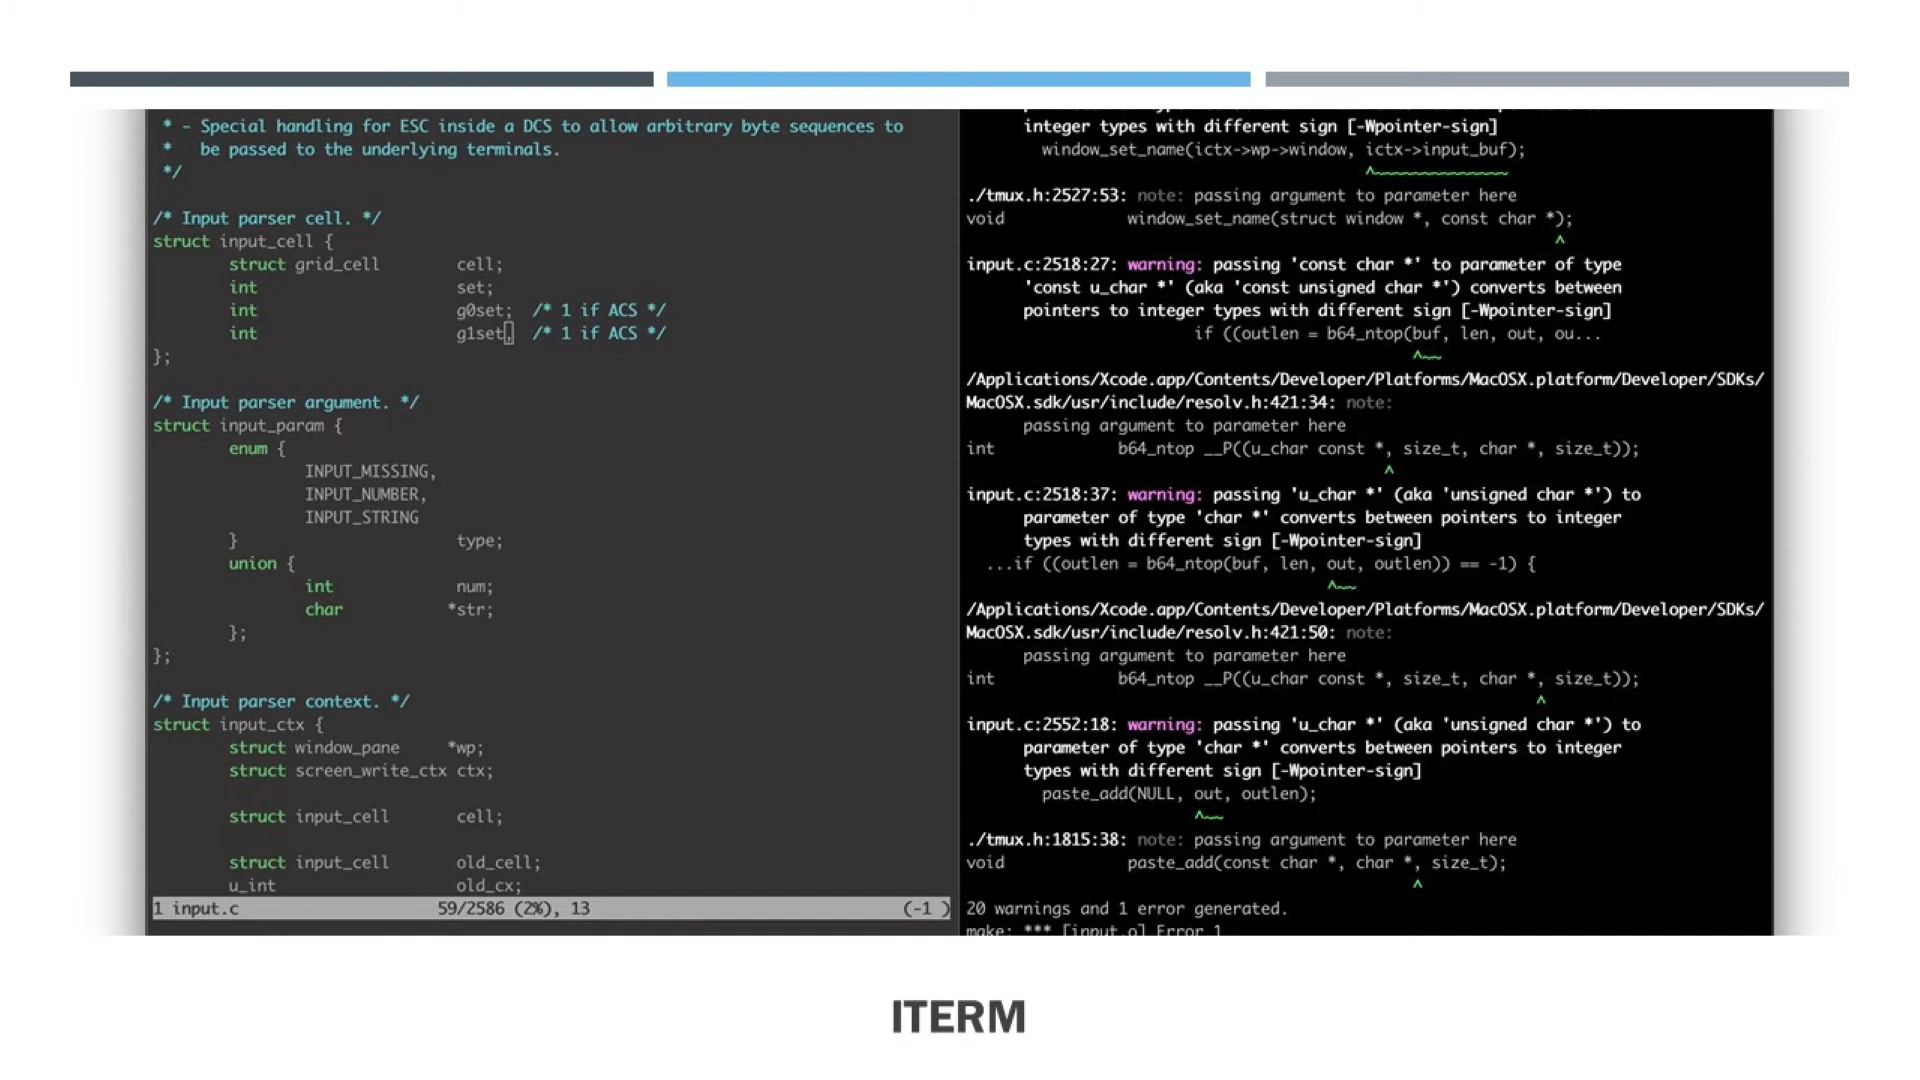 * - Special handling for ESC inside a DCS to allow arbitrary byte sequences to
*   be passed to the underlying terminals.
*/
/* Input parser cell. */
struct input_cell {
struct grid_cell cell;
int set;
int g0set; /* 1 if ACS */
int g1set; /* 1 if ACS */
};
/* Input parser argument. */
struct input_param {
enum {
INPUT_MISSING,
INPUT_NUMBER,
INPUT_STRING
} type;
union {
int num;
char *str;
};
};
/* Input parser context. */
struct input_ctx {
struct window_pane *wp;
struct screen_write_ctx ctx;
struct input_cell cell;
struct input_cell old_cell;
u_int old_cx;
1 input.c 59/2586 (2%), 13 (-1 )
integer types with different sign [-Wpointer-sign]
window_set_name(ictx->wp->window, ictx->input_buf);
^~~~~~~~~~~~~~~
./tmux.h:2527:53: note: passing argument to parameter here
void window_set_name(struct window *, const char *);
^
input.c:2518:27: warning: passing 'const char *' to parameter of type
'const u_char *' (aka 'const unsigned char *') converts between
pointers to integer types with different sign [-Wpointer-sign]
if ((outlen = b64_ntop(buf, len, out, ou...
^~~
/Applications/Xcode.app/Contents/Developer/Platforms/MacOSX.platform/Developer/SDKs/
MacOSX.sdk/usr/include/resolv.h:421:34: note:
passing argument to parameter here
int b64_ntop __P((u_char const *, size_t, char *, size_t));
^
input.c:2518:37: warning: passing 'u_char *' (aka 'unsigned char *') to
parameter of type 'char *' converts between pointers to integer
types with different sign [-Wpointer-sign]
...if ((outlen = b64_ntop(buf, len, out, outlen)) == -1) {
^~~
/Applications/Xcode.app/Contents/Developer/Platforms/MacOSX.platform/Developer/SDKs/
MacOSX.sdk/usr/include/resolv.h:421:50: note:
passing argument to parameter here
int b64_ntop __P((u_char const *, size_t, char *, size_t));
^
input.c:2552:18: warning: passing 'u_char *' (aka 'unsigned char *') to
parameter of type 'char *' converts between pointers to integer
types with different sign [-Wpointer-sign]
paste_add(NULL, out, outlen);
^~~
./tmux.h:1815:38: note: passing argument to parameter here
void paste_add(const char *, char *, size_t);
^
20 warnings and 1 error generated.
make: *** [input.o] Error 1
ITERM